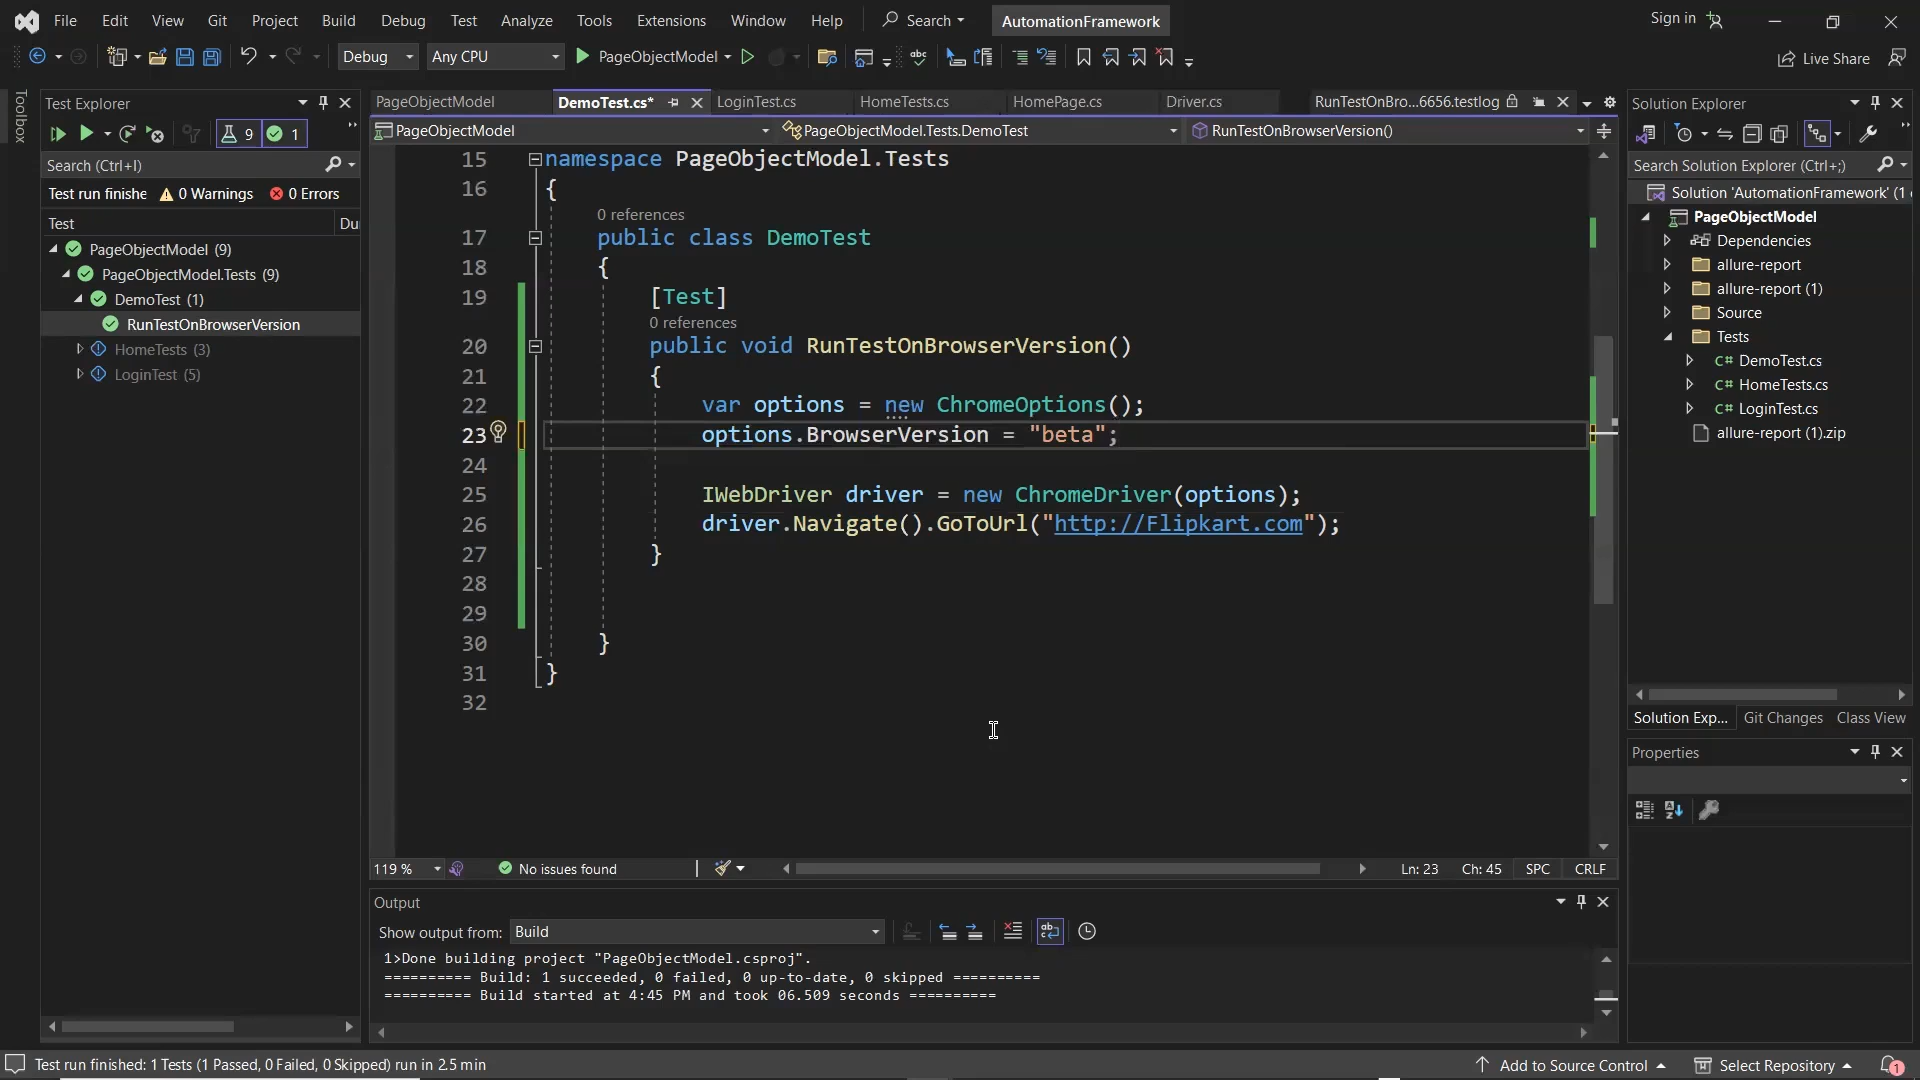 File Edit View Git Project Build Debug Test Analyze Tools Extensions Window Help Search AutomationFramework Sign in
Debug Any CPU PageObjectModel Live Share
Toolbox
Test Explorer
9 1
Search (Ctrl+I)
Test run finishe 0 Warnings 0 Errors
Test Du
PageObjectModel (9)
PageObjectModel.Tests (9)
DemoTest (1)
RunTestOnBrowserVersion
HomeTests (3)
LoginTest (5)
PageObjectModel DemoTest.cs* LoginTest.cs HomeTests.cs HomePage.cs Driver.cs RunTestOnBro...6656.testlog
PageObjectModel PageObjectModel.Tests.DemoTest RunTestOnBrowserVersion()
15 namespace PageObjectModel.Tests
16 {
0 references
17 public class DemoTest
18 {
19 [Test]
0 references
20 public void RunTestOnBrowserVersion()
21 {
22 var options = new ChromeOptions();
23 options.BrowserVersion = "beta";
24
25 IWebDriver driver = new ChromeDriver(options);
26 driver.Navigate().GoToUrl("http://Flipkart.com");
27 }
28
29
30 }
31 }
32
119 % No issues found Ln: 23 Ch: 45 SPC CRLF
Output
Show output from: Build
1>Done building project "PageObjectModel.csproj".
========== Build: 1 succeeded, 0 failed, 0 up-to-date, 0 skipped ==========
========== Build started at 4:45 PM and took 06.509 seconds ==========
Solution Explorer
Search Solution Explorer (Ctrl+;)
Solution 'AutomationFramework' (1 o
PageObjectModel
Dependencies
allure-report
allure-report (1)
Source
Tests
C# DemoTest.cs
C# HomeTests.cs
C# LoginTest.cs
allure-report (1).zip
Solution Exp... Git Changes Class View
Properties
Test run finished: 1 Tests (1 Passed, 0 Failed, 0 Skipped) run in 2.5 min Add to Source Control Select Repository 1